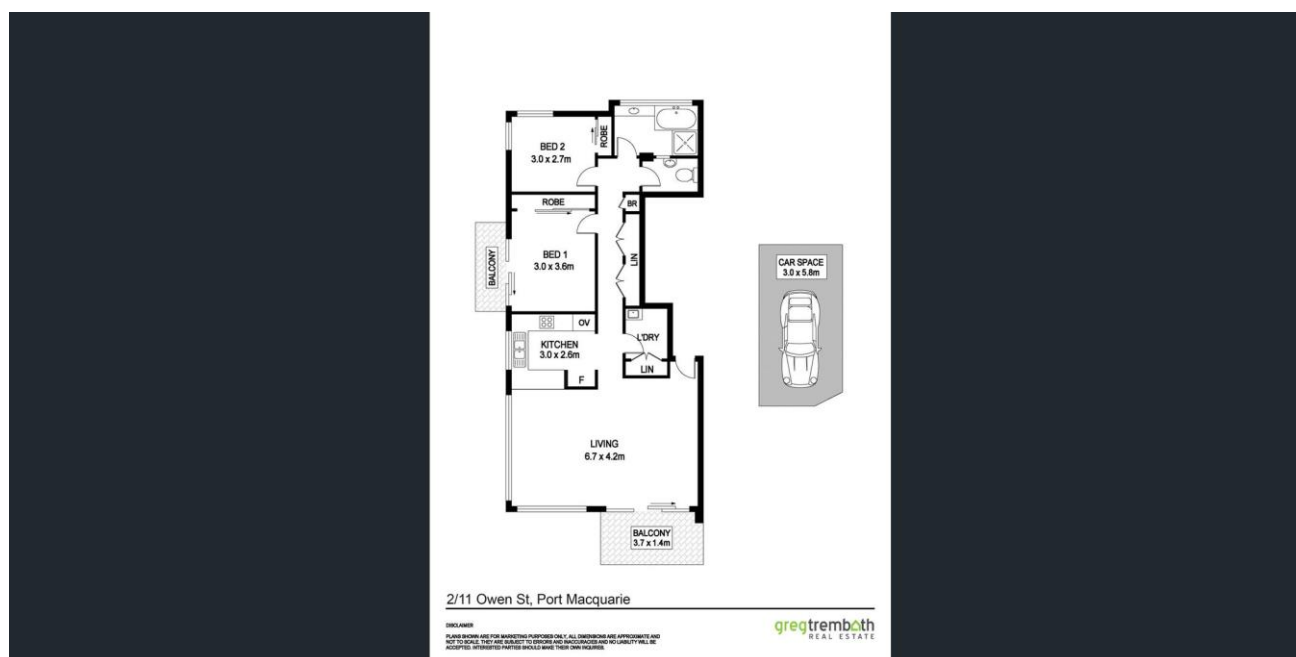 BED 2
3.0 x 2.7m
ROBE
ROBE
BR
BED 1
3.0 x 3.6m
BALCONY
LIN
CAR SPACE
3.0 x 5.8m
OV
KITCHEN
3.0 x 2.6m
L'DRY
F
LIN
LIVING
6.7 x 4.2m
BALCONY
3.7 x 1.4m
2/11 Owen St, Port Macquarie
DISCLAIMER
PLANS SHOWN ARE FOR MARKETING PURPOSES ONLY, ALL DIMENSIONS ARE APPROXIMATE AND
NOT TO SCALE. THEY ARE SUBJECT TO ERRORS AND INACCURACIES AND NO LIABILITY WILL BE
ACCEPTED. INTERESTED PARTIES SHOULD MAKE THEIR OWN INQUIRIES.
gregtrembath
REAL ESTATE